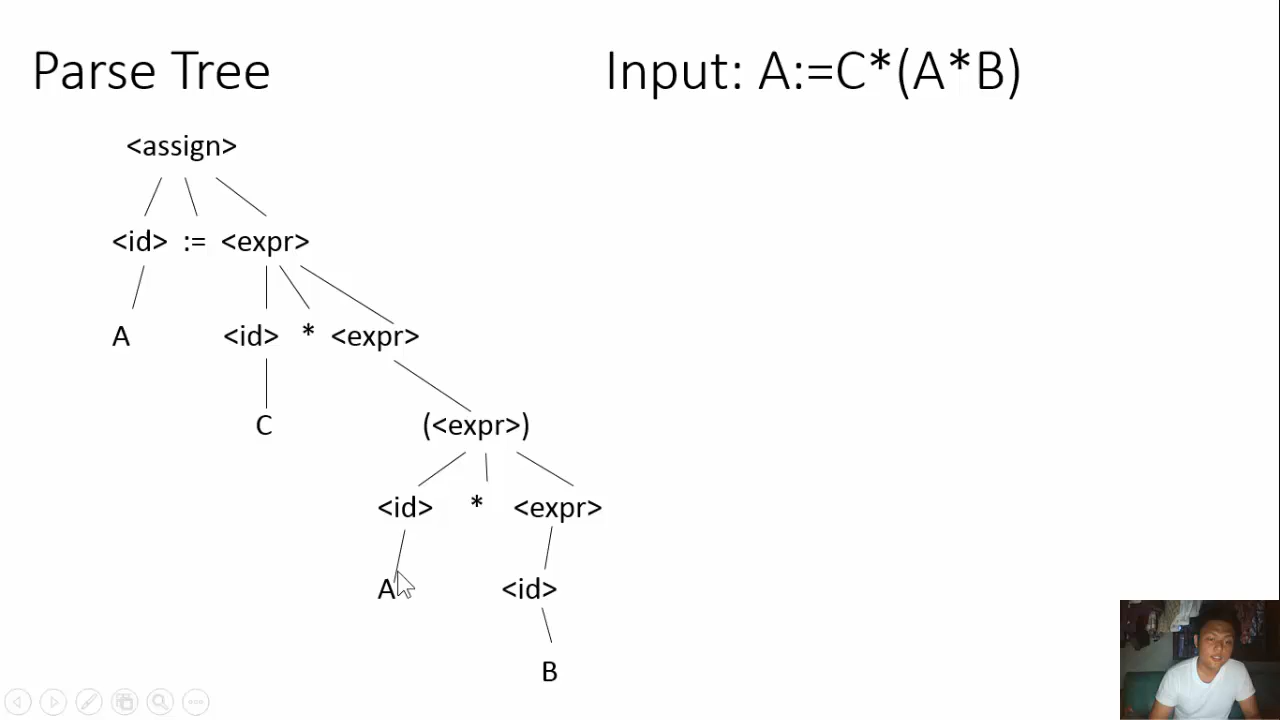 Parse Tree
Input: A:=C*(A*B)
<assign>
<id> := <expr>
A <id> * <expr>
C (<expr>)
<id> * <expr>
A <id>
B